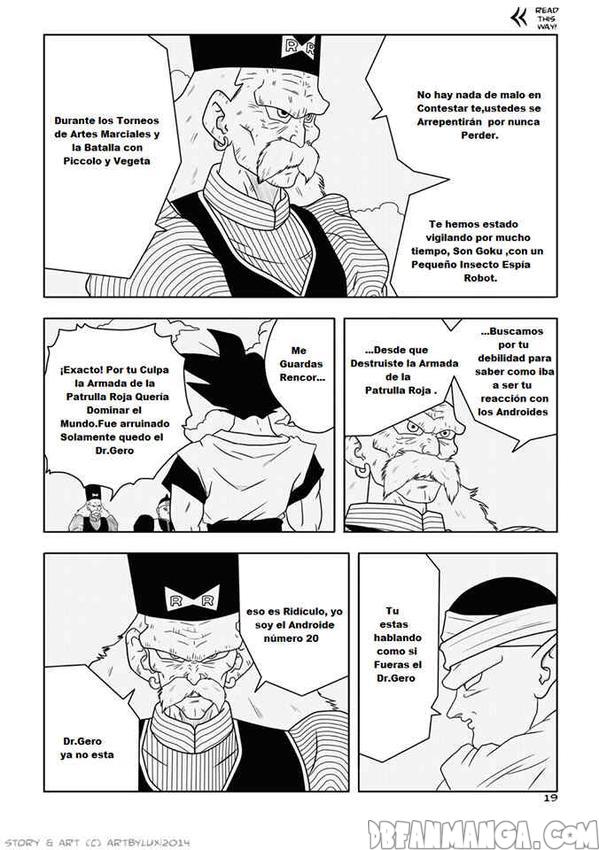 READ
THIS
WAY!
R R
No hay nada de malo en
Contestar te,ustedes se
Arrepentirán por nunca
Perder.
Te hemos estado
vigilando por mucho
tiempo, Son Goku ,con un
Pequeño Insecto Espía
Robot.
Durante los Torneos
de Artes Marciales y
la Batalla con
Piccolo y Vegeta
...Buscamos
por tu
debilidad para
saber como iba
a ser tu
reacción con
los Androides
...Desde que
Destruiste la Armada
de la
Patrulla Roja .
Me
Guardas
Rencor...
¡Exacto! Por tu Culpa
la Armada de la
Patrulla Roja Quería
Dominar el
Mundo.Fue arruinado
Solamente quedo el
Dr.Gero
Tu
estas
hablando
como si
Fueras el
Dr.Gero
eso es Ridículo, yo
soy el Androide
número 20
R R
Dr.Gero
ya no esta
19
STORY & ART (C) ARTBYLUX/2014
DBFANMANGA.COM